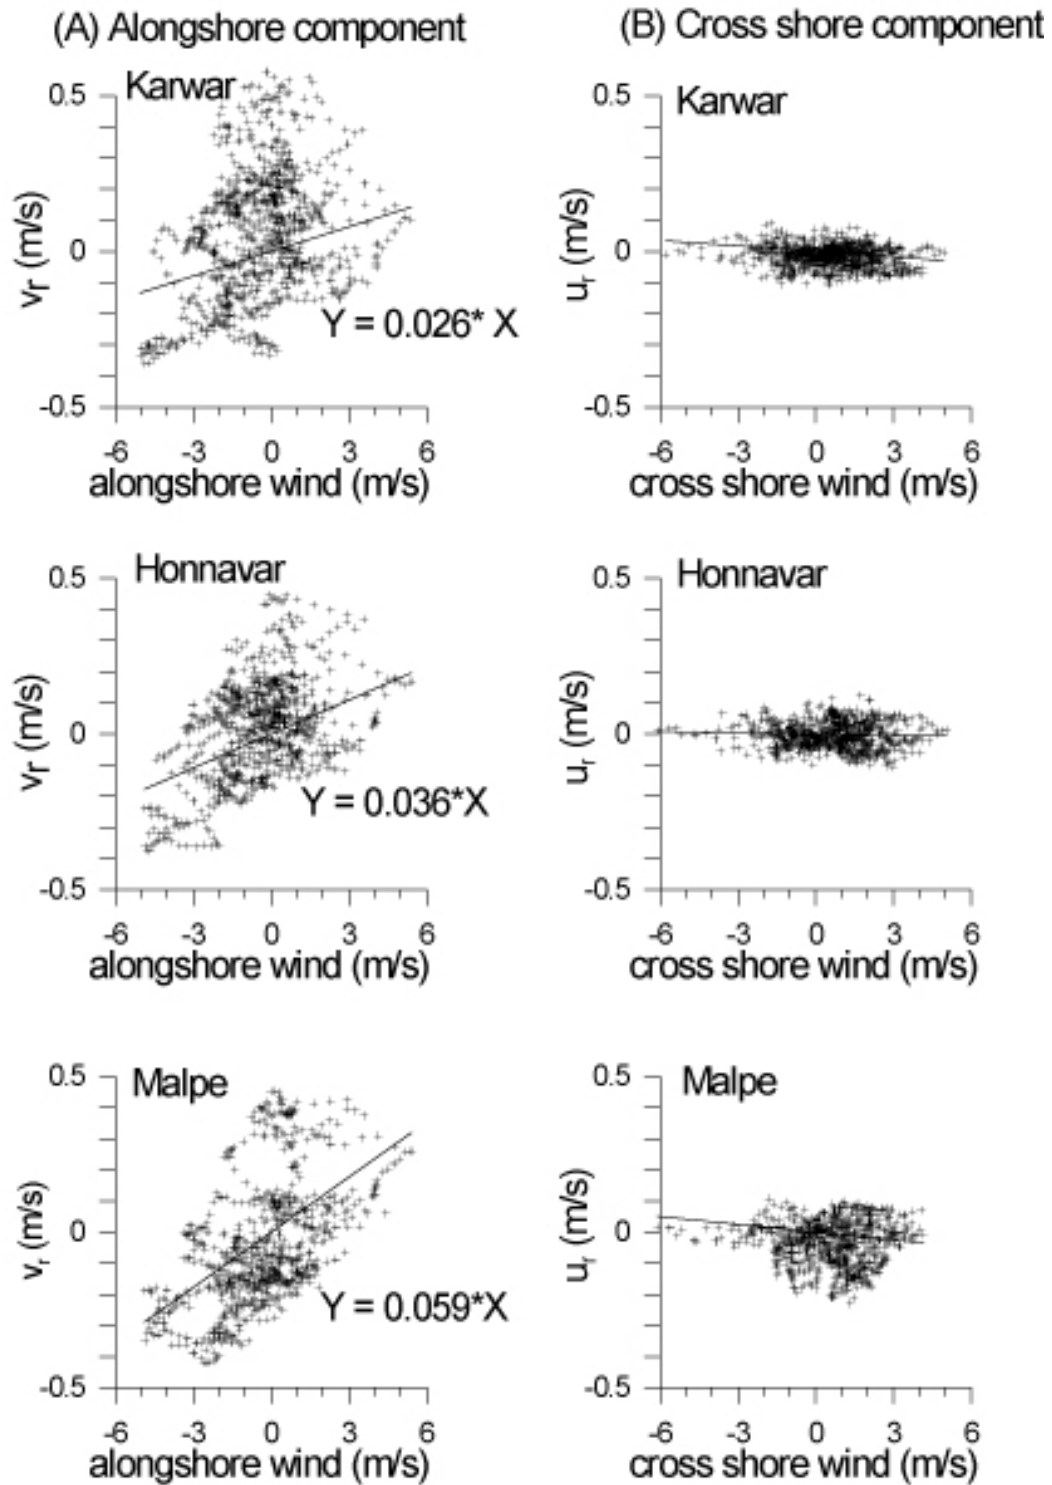 (A) Alongshore component
(B) Cross shore component
Karwar
0.5
0
-0.5
vr (m/s)
Y = 0.026* X
-6 -3 0 3 6
alongshore wind (m/s)
Karwar
0.5
0
-0.5
ur (m/s)
-6 -3 0 3 6
cross shore wind (m/s)
Honnavar
0.5
0
-0.5
vr (m/s)
Y = 0.036*X
-6 -3 0 3 6
alongshore wind (m/s)
Honnavar
0.5
0
-0.5
ur (m/s)
-6 -3 0 3 6
cross shore wind (m/s)
Malpe
0.5
0
-0.5
vr (m/s)
Y = 0.059*X
-6 -3 0 3 6
alongshore wind (m/s)
Malpe
0.5
0
-0.5
ur (m/s)
-6 -3 0 3 6
cross shore wind (m/s)